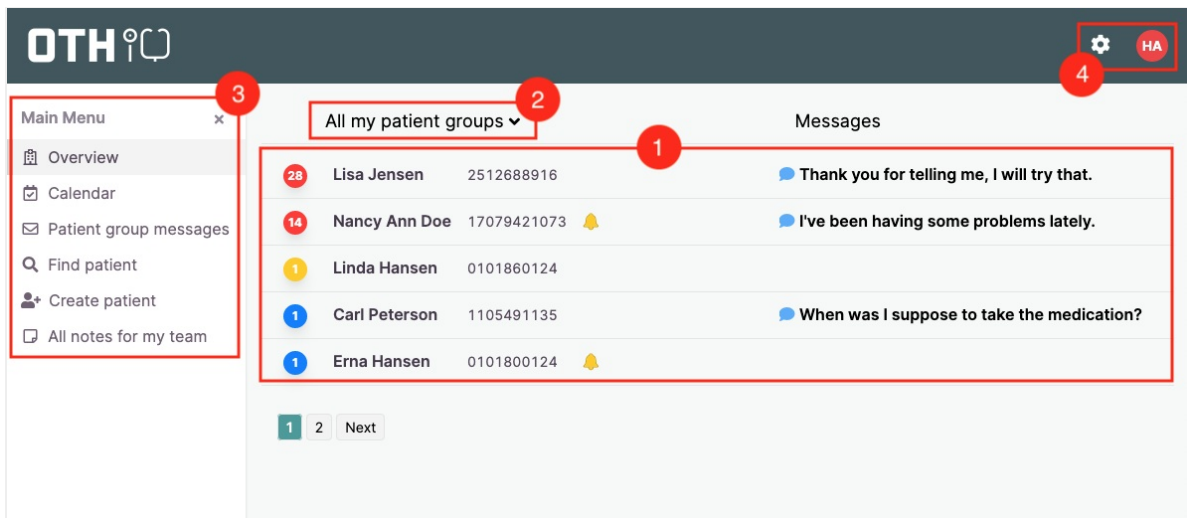 OTH
HA
4
3
Main Menu ×
Overview
Calendar
Patient group messages
Find patient
Create patient
All notes for my team
2
All my patient groups
Messages
1
28 Lisa Jensen 2512688916 Thank you for telling me, I will try that.
14 Nancy Ann Doe 17079421073 I've been having some problems lately.
1 Linda Hansen 0101860124
1 Carl Peterson 1105491135 When was I suppose to take the medication?
1 Erna Hansen 0101800124
1 2 Next